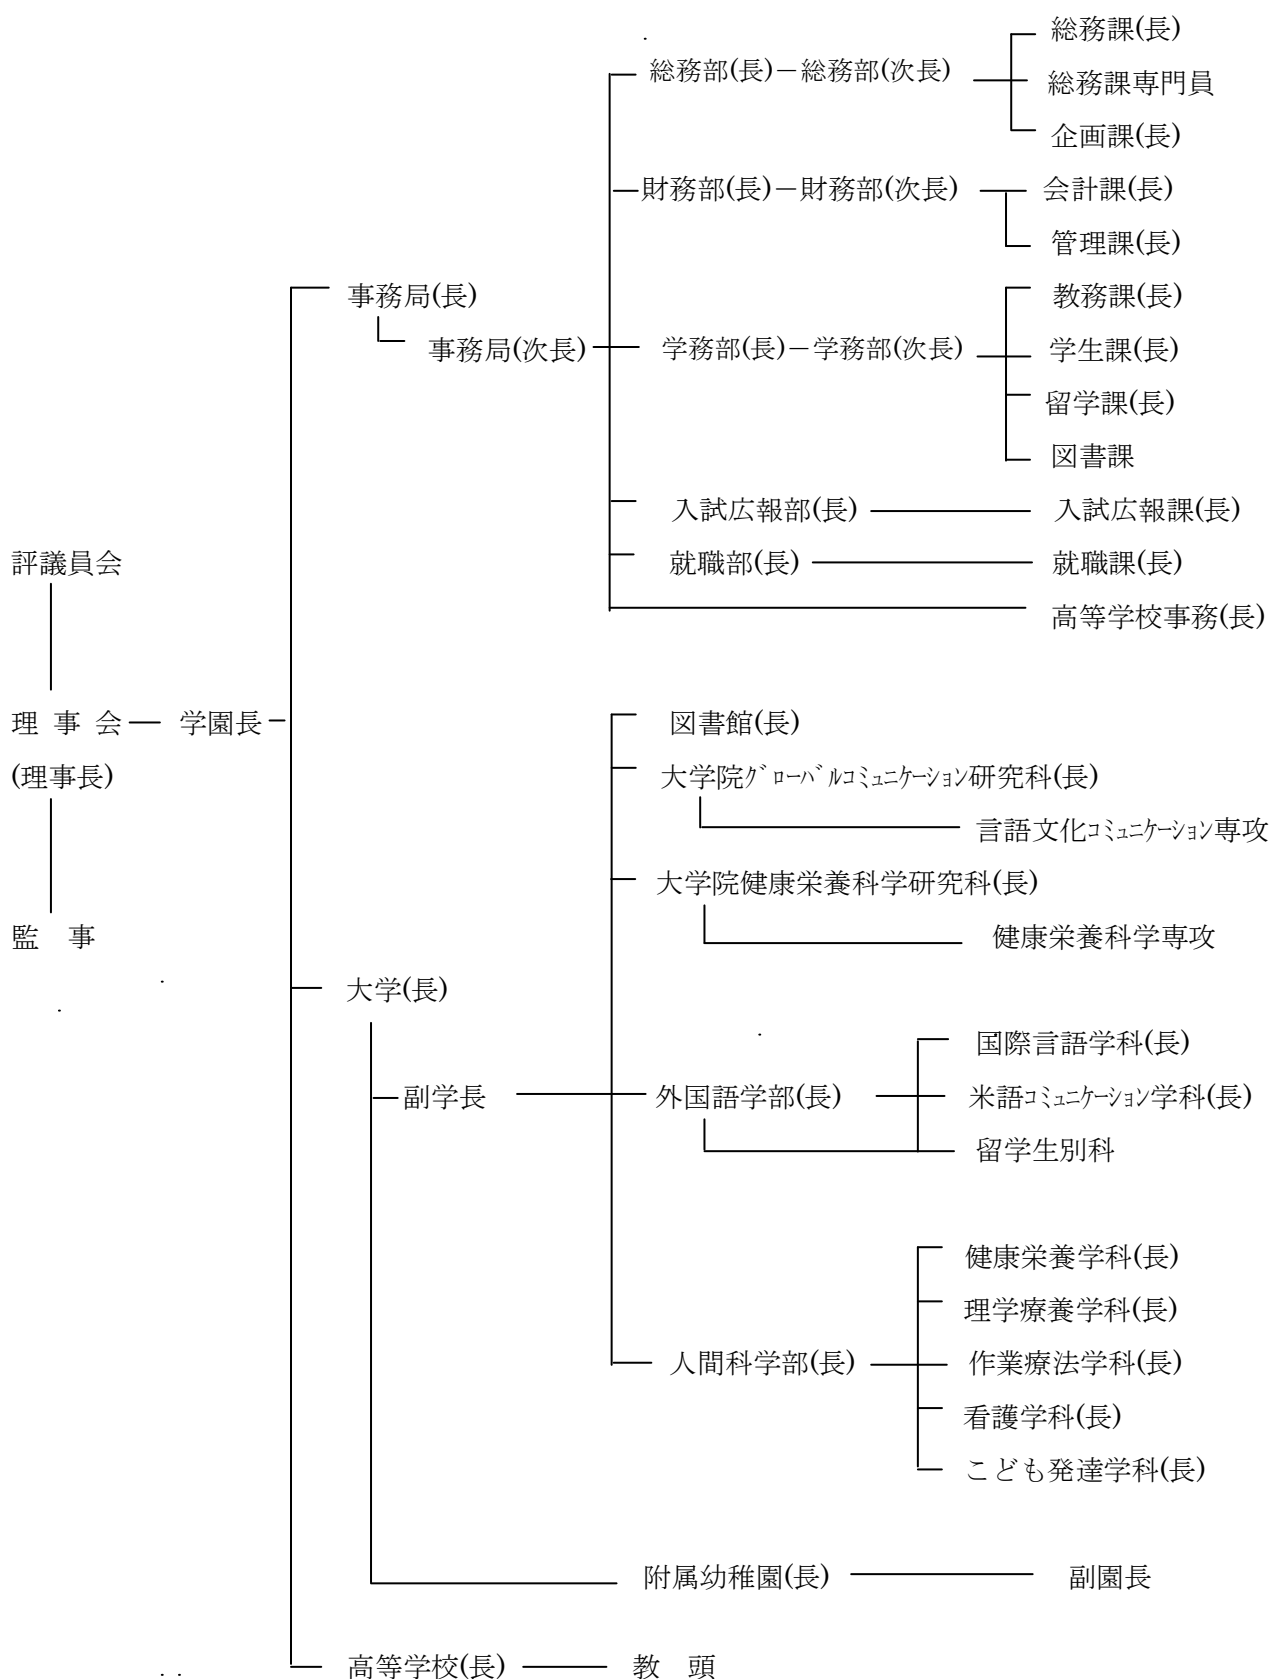 総務課(長)
総務部(長)－総務部(次長)
総務課専門員
企画課(長)
財務部(長)－財務部(次長)
会計課(長)
管理課(長)
事務局(長)
事務局(次長)
学務部(長)－学務部(次長)
教務課(長)
学生課(長)
留学課(長)
図書課
入試広報部(長)
入試広報課(長)
就職部(長)
就職課(長)
高等学校事務(長)
評議員会
理事会
(理事長)
監　事
学園長
大学(長)
副学長
図書館(長)
大学院ｸﾞﾛｰﾊﾞﾙｺﾐｭﾆｹｰｼｮﾝ研究科(長)
言語文化ｺﾐｭﾆｹｰｼｮﾝ専攻
大学院健康栄養科学研究科(長)
健康栄養科学専攻
外国語学部(長)
国際言語学科(長)
米語ｺﾐｭﾆｹｰｼｮﾝ学科(長)
留学生別科
人間科学部(長)
健康栄養学科(長)
理学療養学科(長)
作業療法学科(長)
看護学科(長)
こども発達学科(長)
附属幼稚園(長)
副園長
高等学校(長)
教　頭